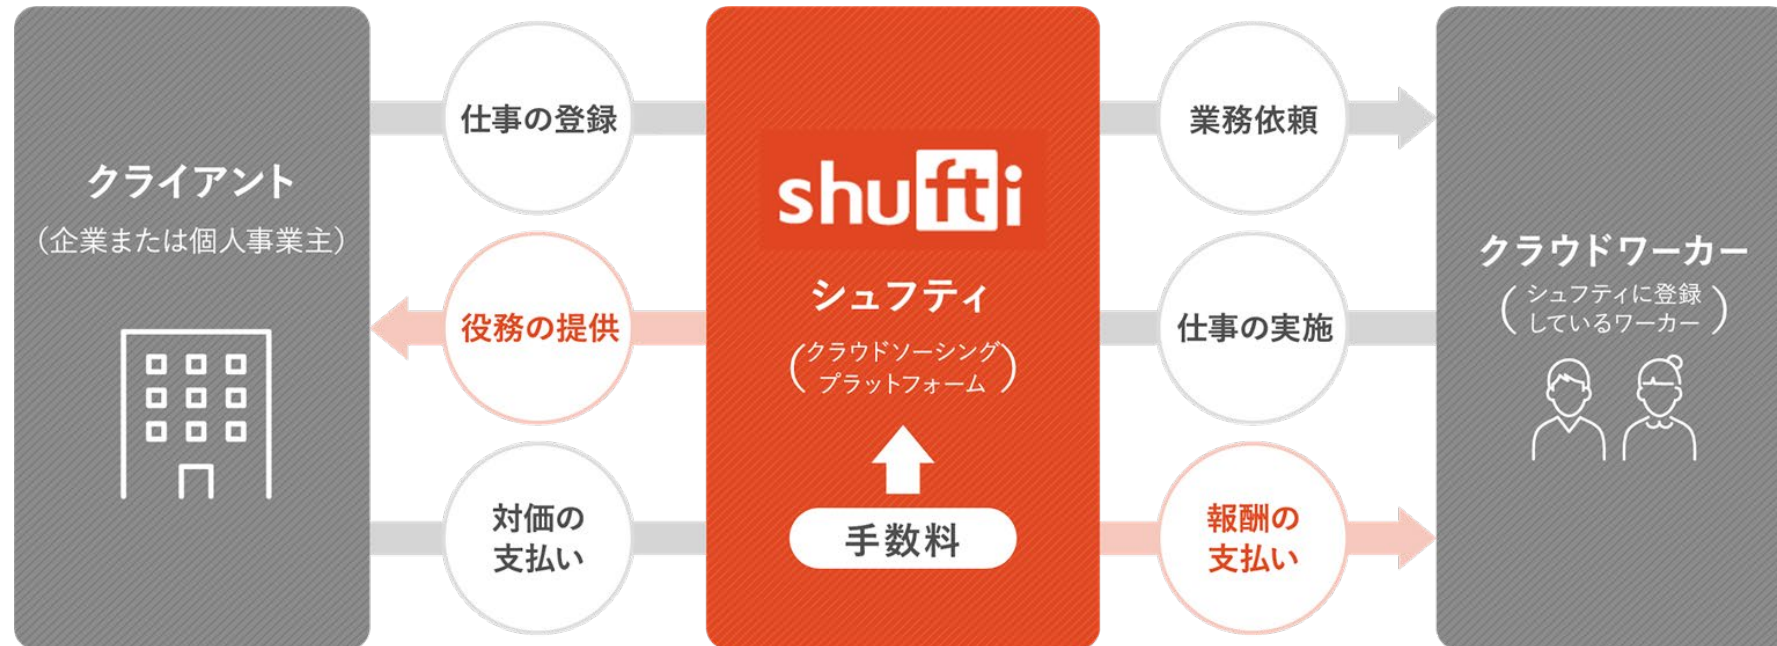 クライアント
（企業または個人事業主）
仕事の登録
役務の提供
対価の
支払い
shufti
シュフティ
（クラウドソーシング
プラットフォーム）
手数料
業務依頼
仕事の実施
報酬の
支払い
クラウドワーカー
（シュフティに登録
しているワーカー）